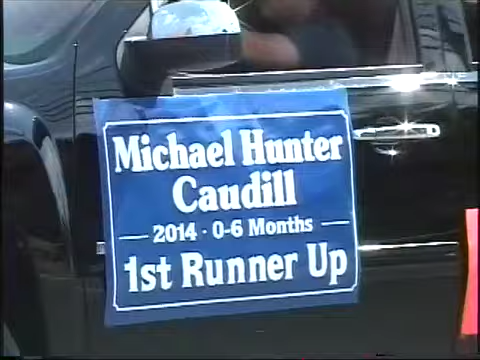 Michael Hunter
Caudill
2014 · 0-6 Months
1st Runner Up